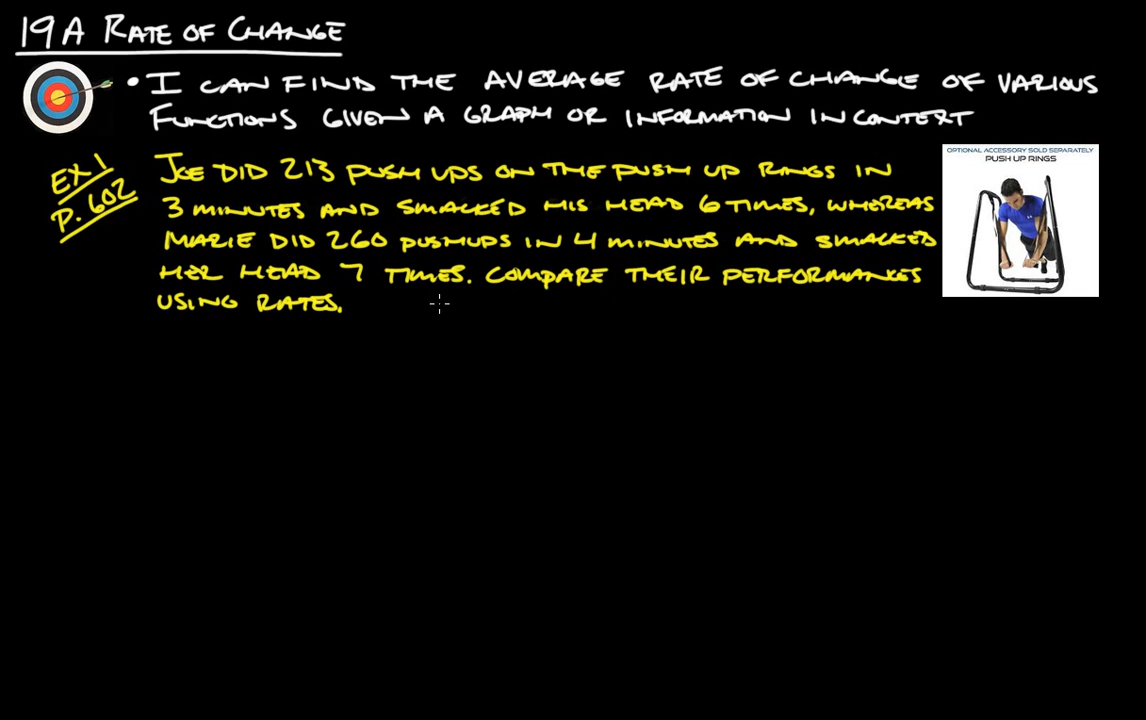 19A RATE OF CHANGE
• I CAN FIND THE AVERAGE RATE OF CHANGE OF VARIOUS
FUNCTIONS GIVEN A GRAPH OR INFORMATION IN CONTEXT
EX 1
P. 602
JOE DID 213 PUSH UPS ON THE PUSH UP RINGS IN
3 MINUTES AND SMACKED HIS HEAD 6 TIMES, WHEREAS
MARIE DID 260 PUSHUPS IN 4 MINUTES AND SMACKED
HER HEAD 7 TIMES. COMPARE THEIR PERFORMANCES
USING RATES.
OPTIONAL ACCESSORY SOLD SEPARATELY
PUSH UP RINGS